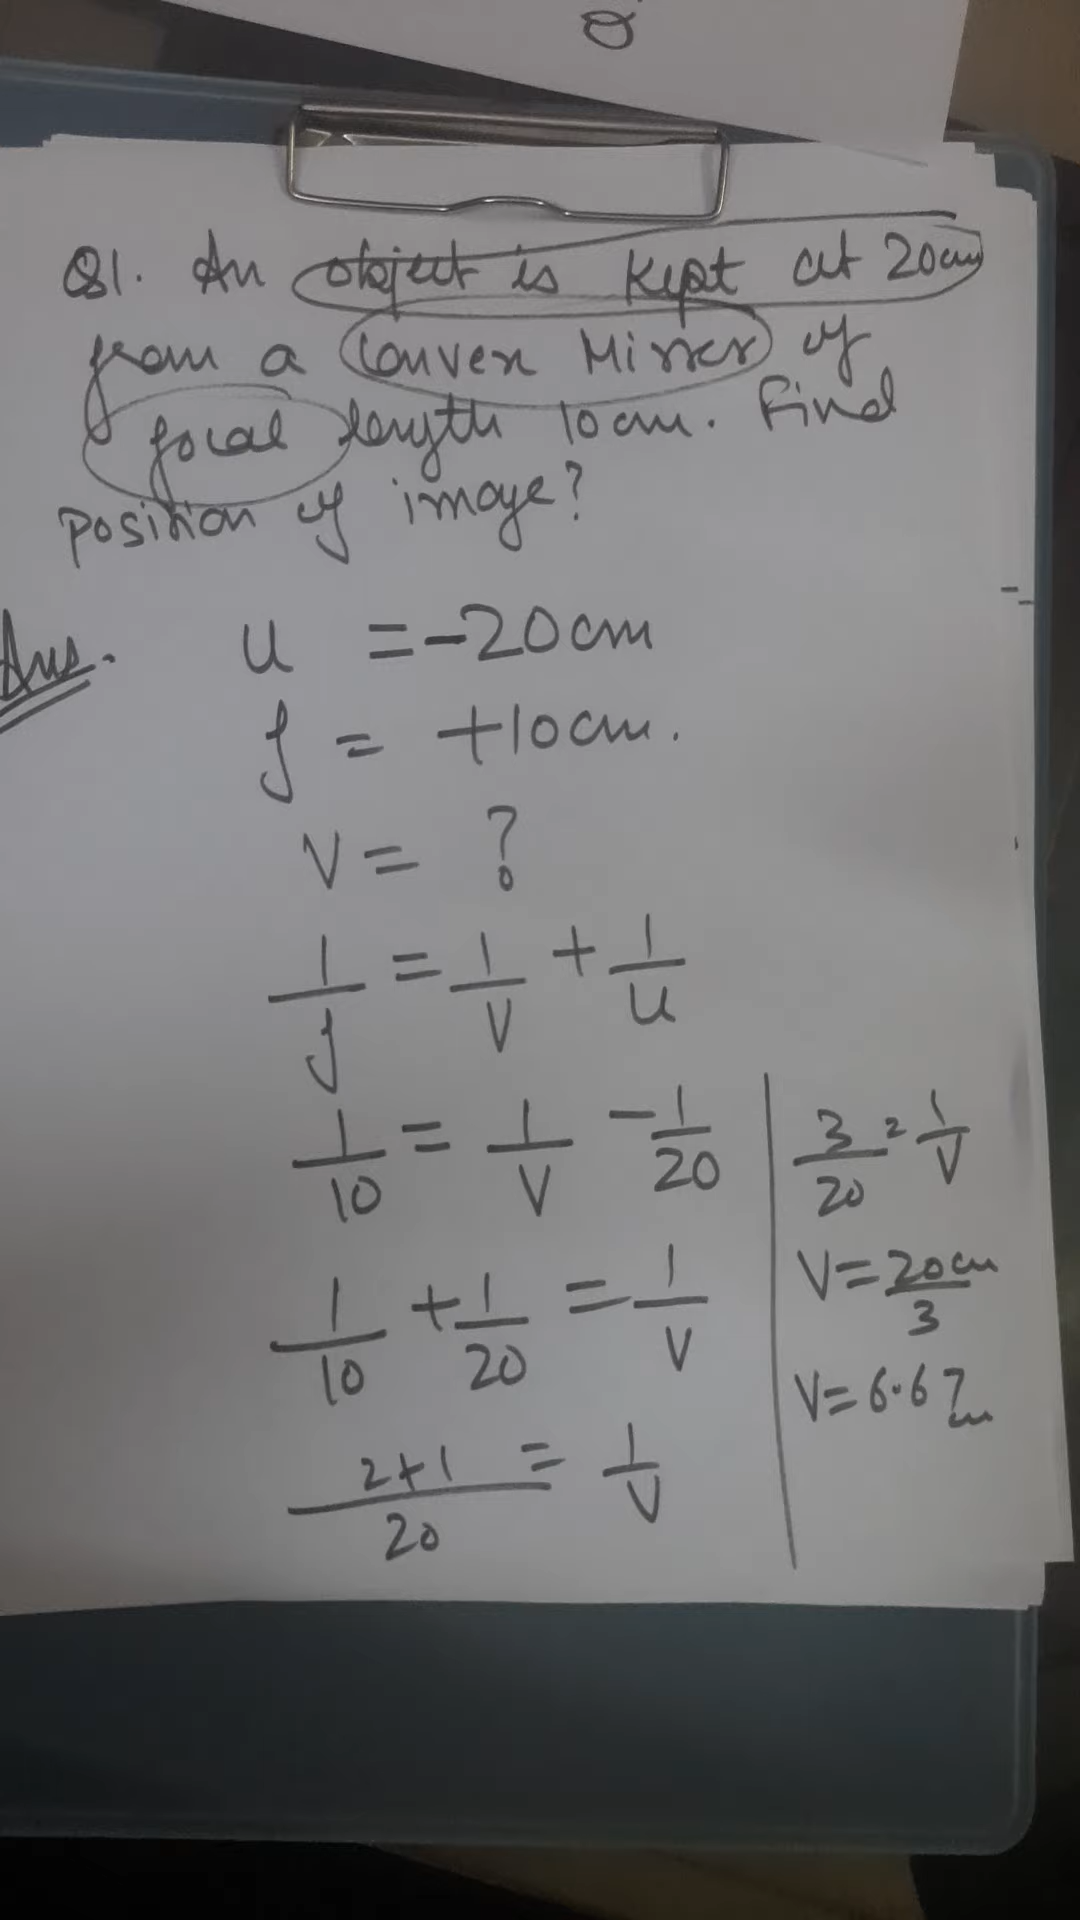 Q1. An object is kept at 20cm
from a Convex Mirror of
focal length 10cm. Find
position of image?
Ans.
u = -20cm
f = +10cm.
V = ?
1/f = 1/V + 1/u
1/10 = 1/V - 1/20
1/10 + 1/20 = 1/V
2+1/20 = 1/V
3/20 = 1/V
V = 20cm/3
V = 6.67cm